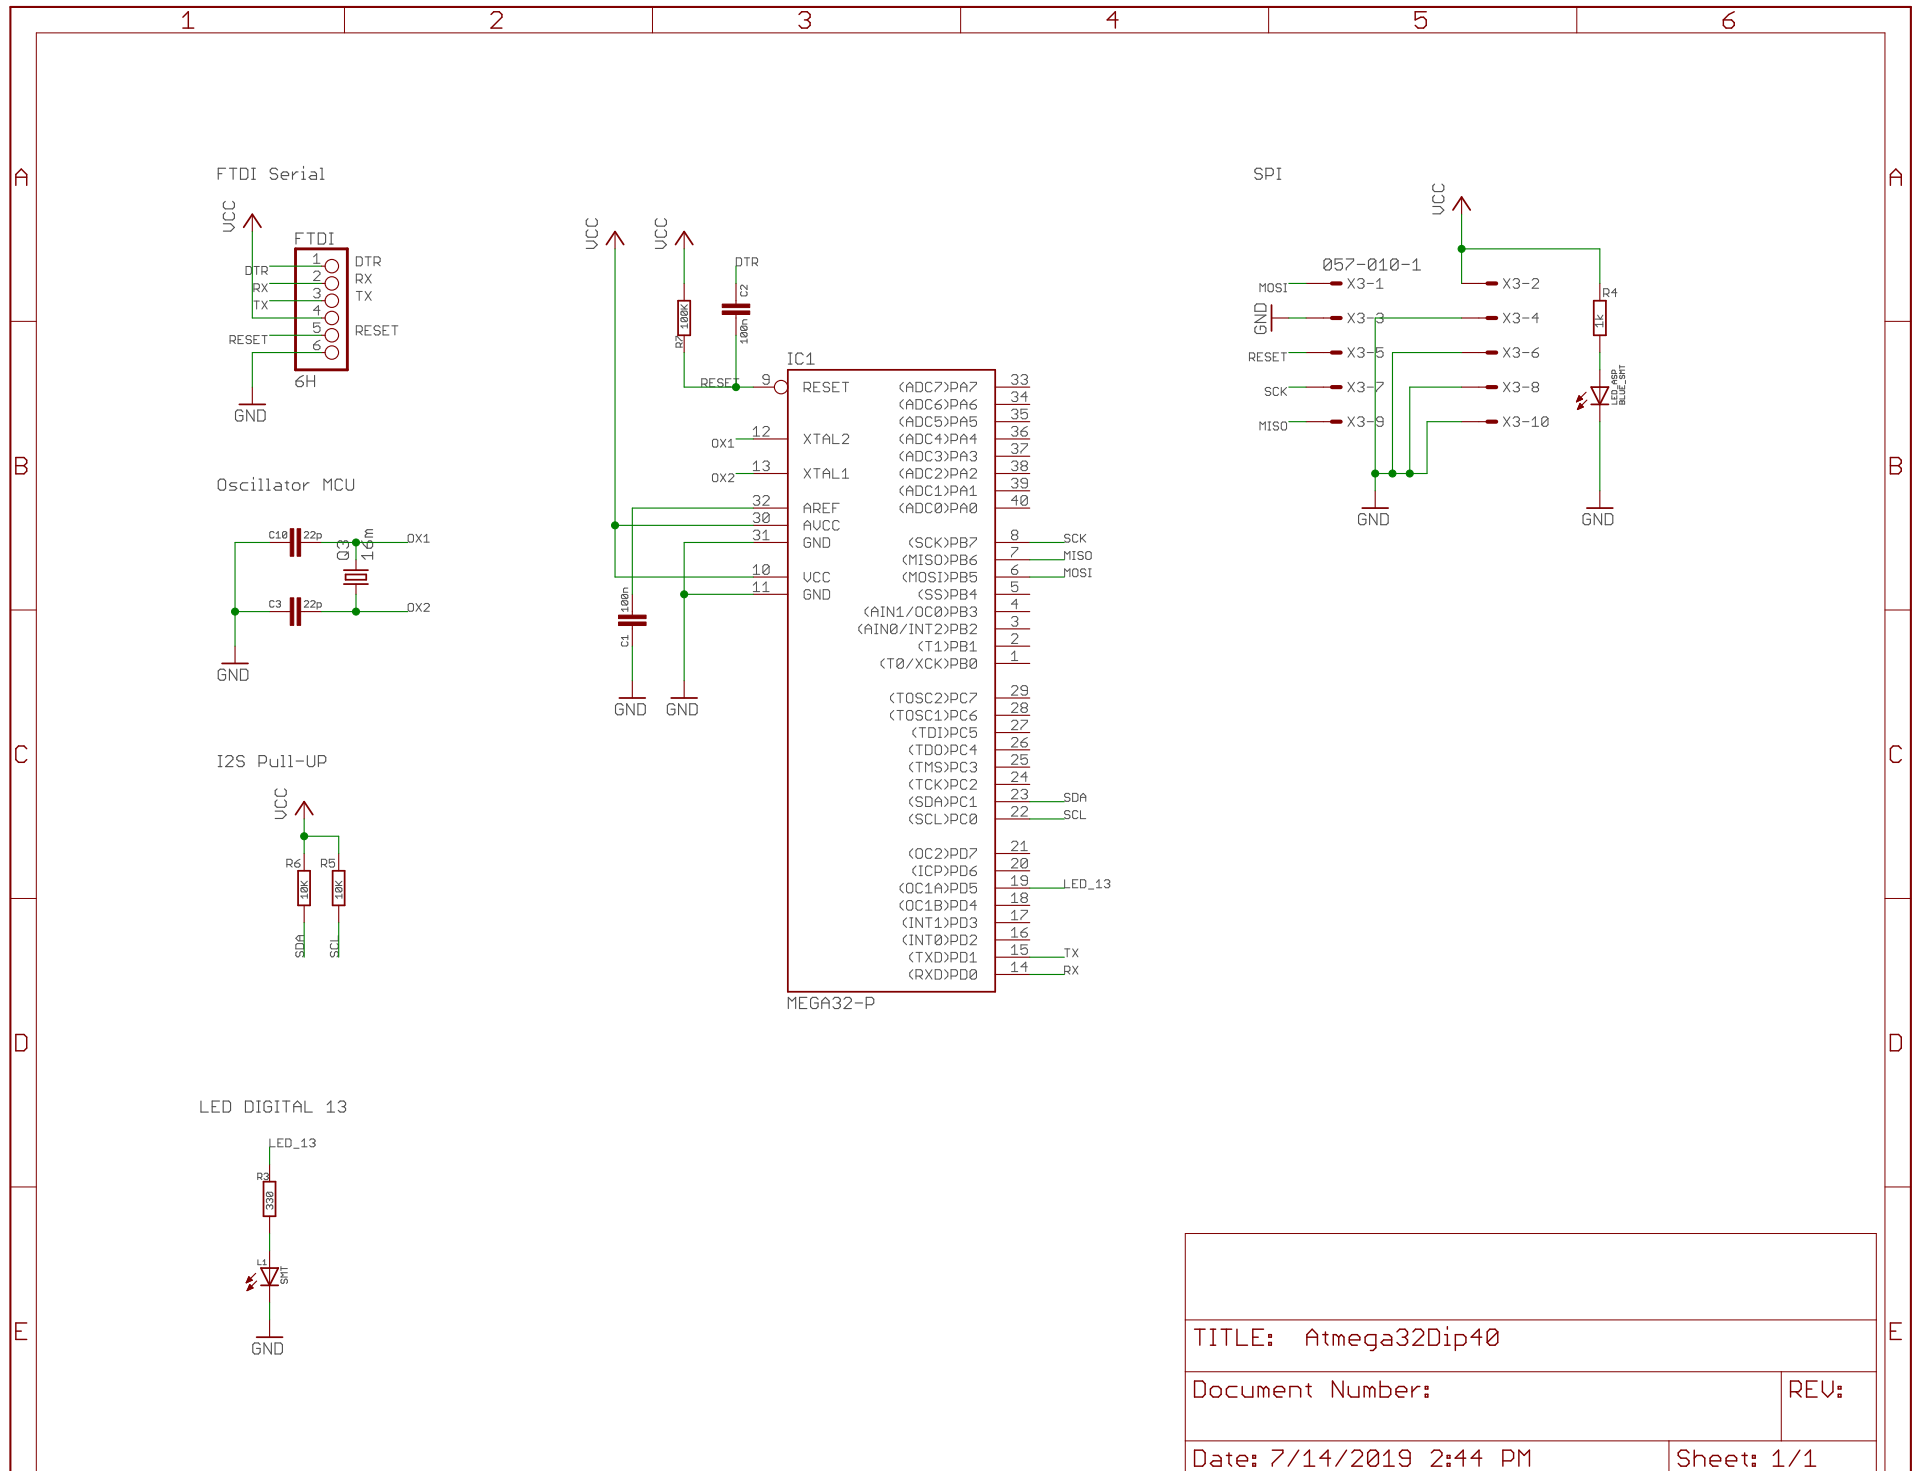 1 2 3 4 5 6
A A
B B
C C
D D
E E
FTDI Serial
VCC
FTDI
DTR 1 DTR
RX 2 RX
TX 3 TX
4
RESET 5 RESET
6
6H
GND
Oscillator MCU
C10 22p OX1
Q3
16m
C3 22p OX2
GND
I2S Pull-UP
VCC
R6 R5
10K 10K
SDA SCL
LED DIGITAL 13
LED_13
R3
330
L1
SMT
GND
VCC VCC
DTR
C2
100n
100K
R7
IC1
RESET 9 RESET
OX1 12 XTAL2
OX2 13 XTAL1
32 AREF
30 AVCC
31 GND
10 VCC
11 GND
100n
C1
GND GND
(ADC7)PA7 33
(ADC6)PA6 34
(ADC5)PA5 35
(ADC4)PA4 36
(ADC3)PA3 37
(ADC2)PA2 38
(ADC1)PA1 39
(ADC0)PA0 40
(SCK)PB7 8 SCK
(MISO)PB6 7 MISO
(MOSI)PB5 6 MOSI
(SS)PB4 5
(AIN1/OC0)PB3 4
(AIN0/INT2)PB2 3
(T1)PB1 2
(T0/XCK)PB0 1
(TOSC2)PC7 29
(TOSC1)PC6 28
(TDI)PC5 27
(TDO)PC4 26
(TMS)PC3 25
(TCK)PC2 24
(SDA)PC1 23 SDA
(SCL)PC0 22 SCL
(OC2)PD7 21
(ICP)PD6 20
(OC1A)PD5 19 LED_13
(OC1B)PD4 18
(INT1)PD3 17
(INT0)PD2 16
(TXD)PD1 15 TX
(RXD)PD0 14 RX
MEGA32-P
SPI
VCC
057-010-1
MOSI X3-1 X3-2
GND X3-3 X3-4
RESET X3-5 X3-6
SCK X3-7 X3-8
MISO X3-9 X3-10
R4
1k
LED_ASP
BLUE_SMT
GND GND
TITLE: Atmega32Dip40
Document Number: REV:
Date: 7/14/2019 2:44 PM Sheet: 1/1